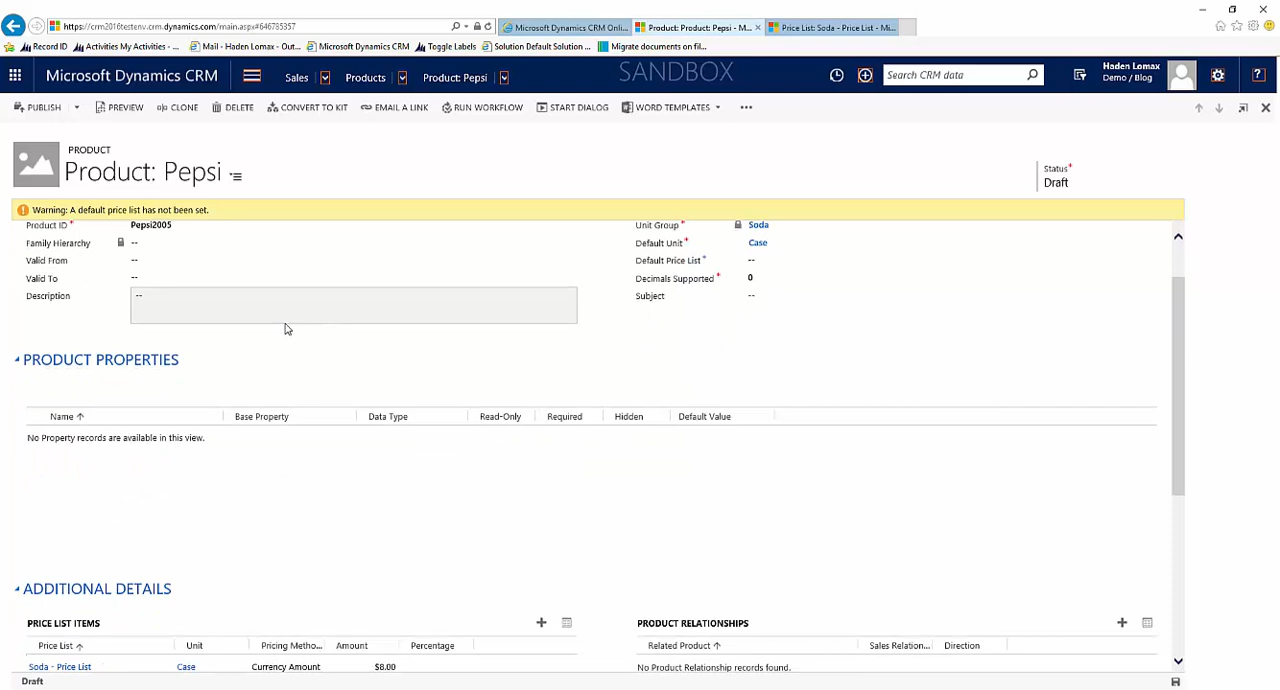 https://crm2016testenv.crm.dynamics.com/main.aspx#646785357
Microsoft Dynamics CRM Onli...
Product: Product: Pepsi - M...
Price List: Soda - Price List - Mi...
Record ID
Activities My Activities - ...
Mail - Haden Lomax - Out...
Microsoft Dynamics CRM
Toggle Labels
Solution Default Solution ...
Migrate documents on fil...
Microsoft Dynamics CRM
Sales
Products
Product: Pepsi
SANDBOX
Search CRM data
Haden Lomax
Demo / Blog
?
PUBLISH
PREVIEW
CLONE
DELETE
CONVERT TO KIT
EMAIL A LINK
RUN WORKFLOW
START DIALOG
WORD TEMPLATES
...
PRODUCT
Product: Pepsi
Status*
Draft
Warning: A default price list has not been set.
Product ID* Pepsi2005
Family Hierarchy --
Valid From --
Valid To --
Description --
Unit Group* Soda
Default Unit* Case
Default Price List* --
Decimals Supported* 0
Subject --
PRODUCT PROPERTIES
Name ↑ Base Property Data Type Read-Only Required Hidden Default Value
No Property records are available in this view.
ADDITIONAL DETAILS
PRICE LIST ITEMS
Price List ↑ Unit Pricing Metho... Amount Percentage
Soda - Price List Case Currency Amount $8.00
PRODUCT RELATIONSHIPS
Related Product ↑ Sales Relation... Direction
No Product Relationship records found.
Draft